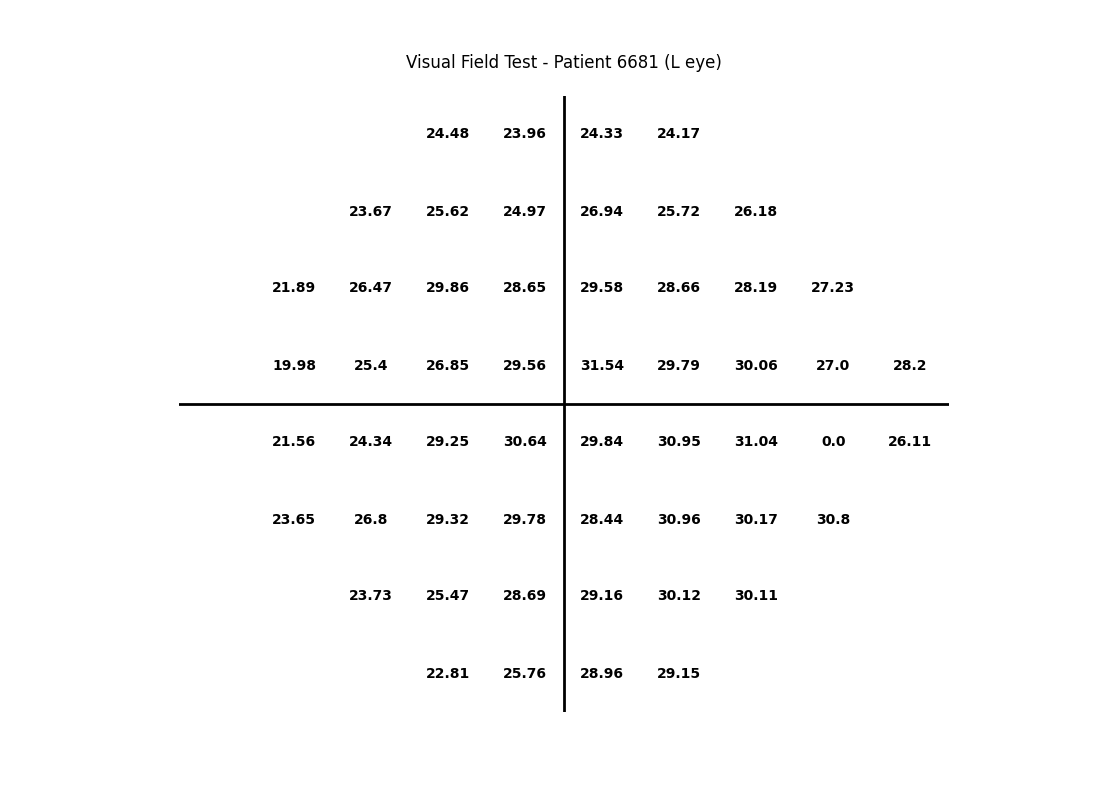 Visual Field Test - Patient 6681 (L eye)
24.48 23.96 24.33 24.17
23.67 25.62 24.97 26.94 25.72 26.18
21.89 26.47 29.86 28.65 29.58 28.66 28.19 27.23
19.98 25.4 26.85 29.56 31.54 29.79 30.06 27.0 28.2
21.56 24.34 29.25 30.64 29.84 30.95 31.04 0.0 26.11
23.65 26.8 29.32 29.78 28.44 30.96 30.17 30.8
23.73 25.47 28.69 29.16 30.12 30.11
22.81 25.76 28.96 29.15